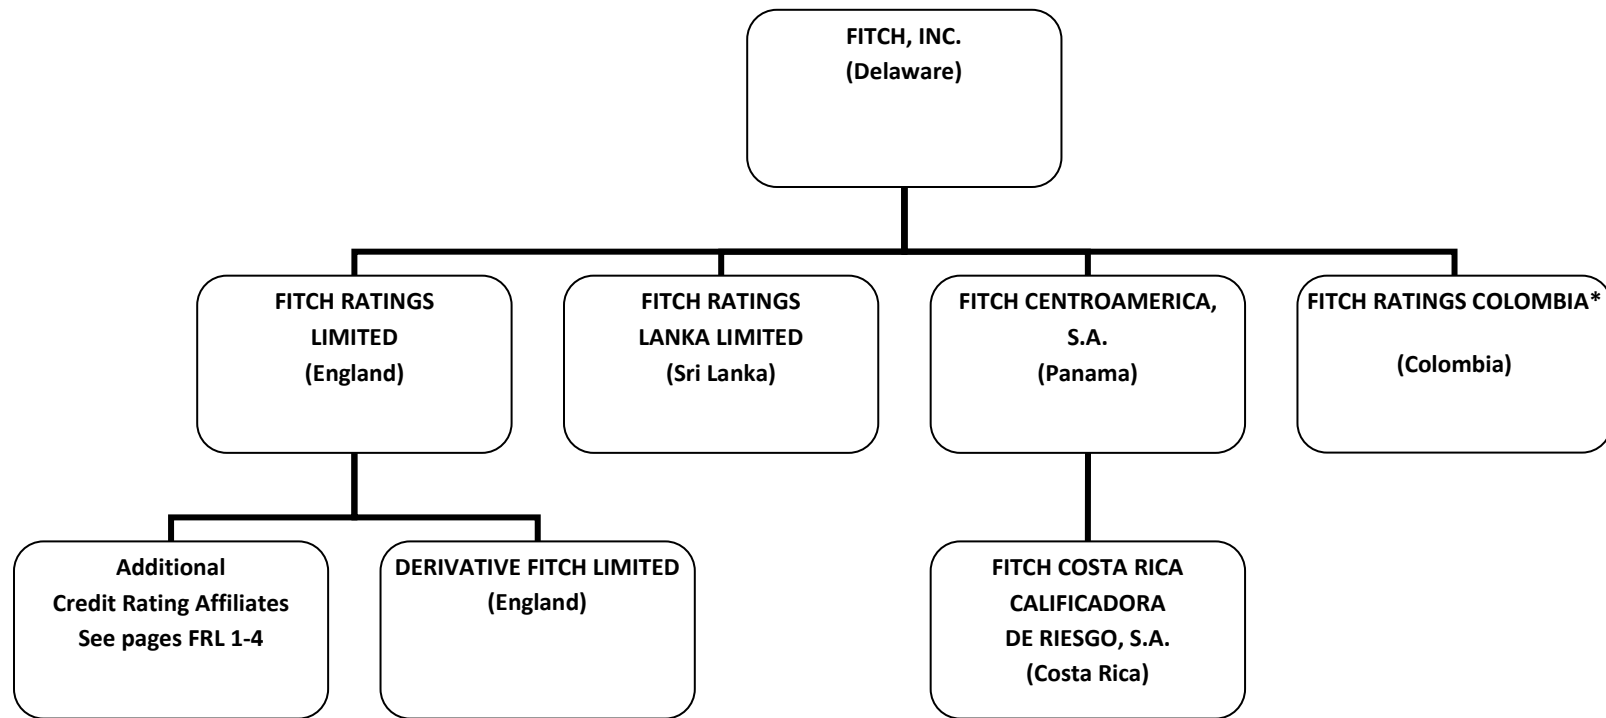 FITCH, INC.
(Delaware)
FITCH RATINGS
LIMITED
(England)
FITCH RATINGS
LANKA LIMITED
(Sri Lanka)
FITCH CENTROAMERICA,
S.A.
(Panama)
FITCH RATINGS COLOMBIA*
(Colombia)
Additional
Credit Rating Affiliates
See pages FRL 1-4
DERIVATIVE FITCH LIMITED
(England)
FITCH COSTA RICA
CALIFICADORA
DE RIESGO, S.A.
(Costa Rica)